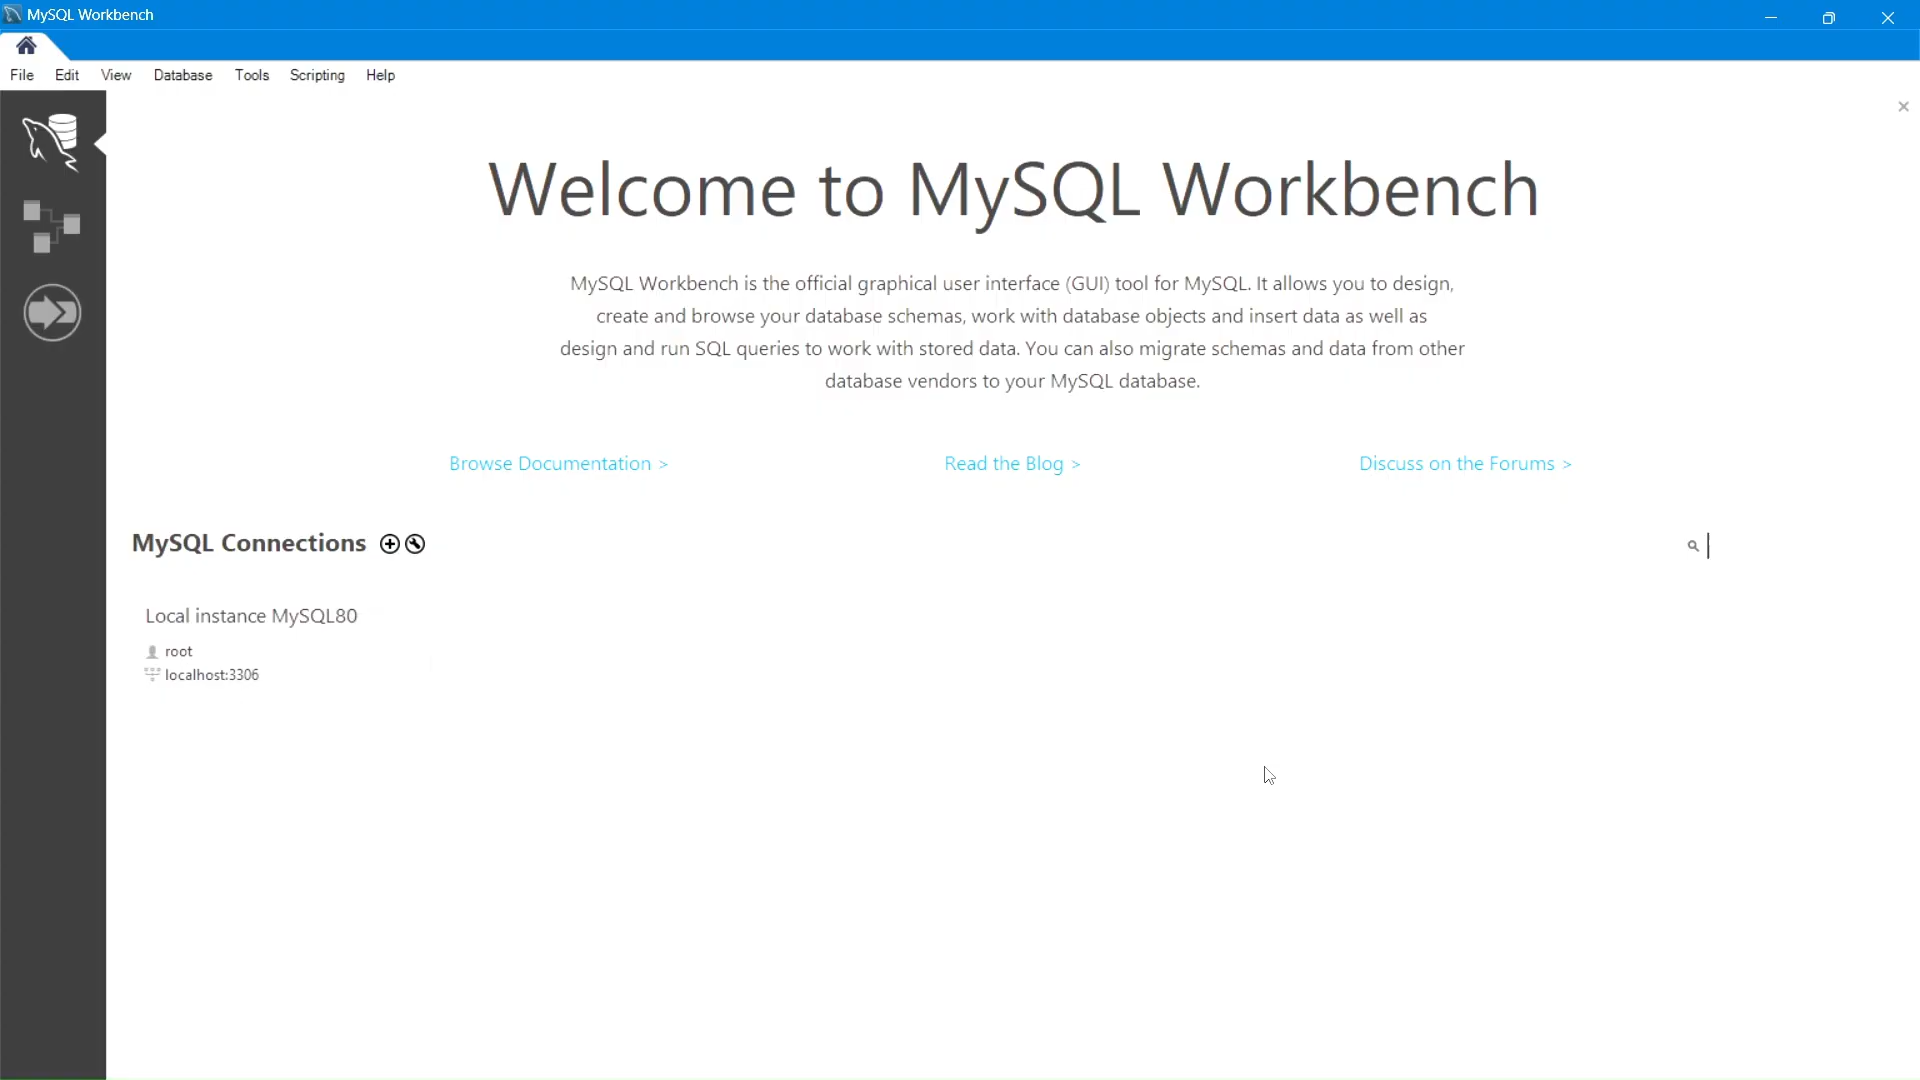 MySQL Workbench
File Edit View Database Tools Scripting Help
Welcome to MySQL Workbench
MySQL Workbench is the official graphical user interface (GUI) tool for MySQL. It allows you to design,
create and browse your database schemas, work with database objects and insert data as well as
design and run SQL queries to work with stored data. You can also migrate schemas and data from other
database vendors to your MySQL database.
Browse Documentation > Read the Blog > Discuss on the Forums >
MySQL Connections
Local instance MySQL80
root
localhost:3306